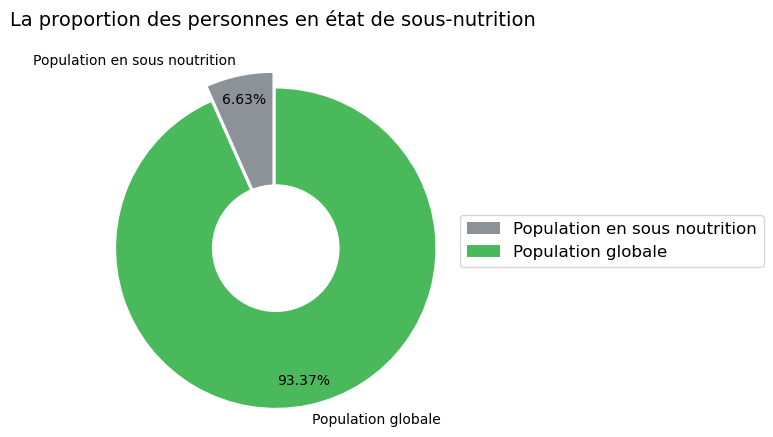 La proportion des personnes en état de sous-nutrition
Population en sous noutrition
6.63%
Population en sous noutrition
Population globale
93.37%
Population globale